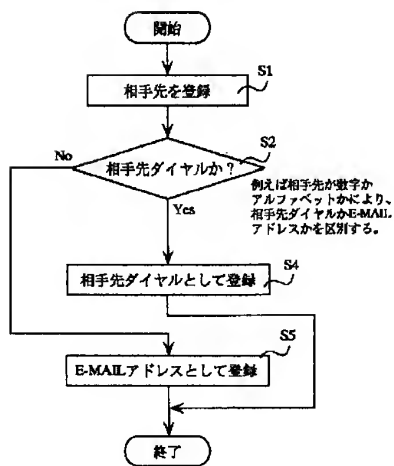 開始
S1
相手先を登録
S2
No
相手先ダイヤルか？
例えば相手先が数字か
アルファベットかにより、
相手先ダイヤルかE-MAIL
アドレスかを区別する。
Yes
S4
相手先ダイヤルとして登録
S5
E-MAILアドレスとして登録
終了